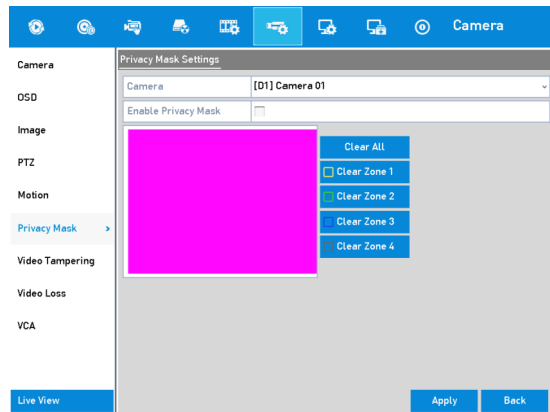 Camera
Camera
OSD
Image
PTZ
Motion
Privacy Mask
Video Tampering
Video Loss
VCA
Live View
Privacy Mask Settings
Camera [D1] Camera 01
Enable Privacy Mask
Clear All
Clear Zone 1
Clear Zone 2
Clear Zone 3
Clear Zone 4
Apply Back